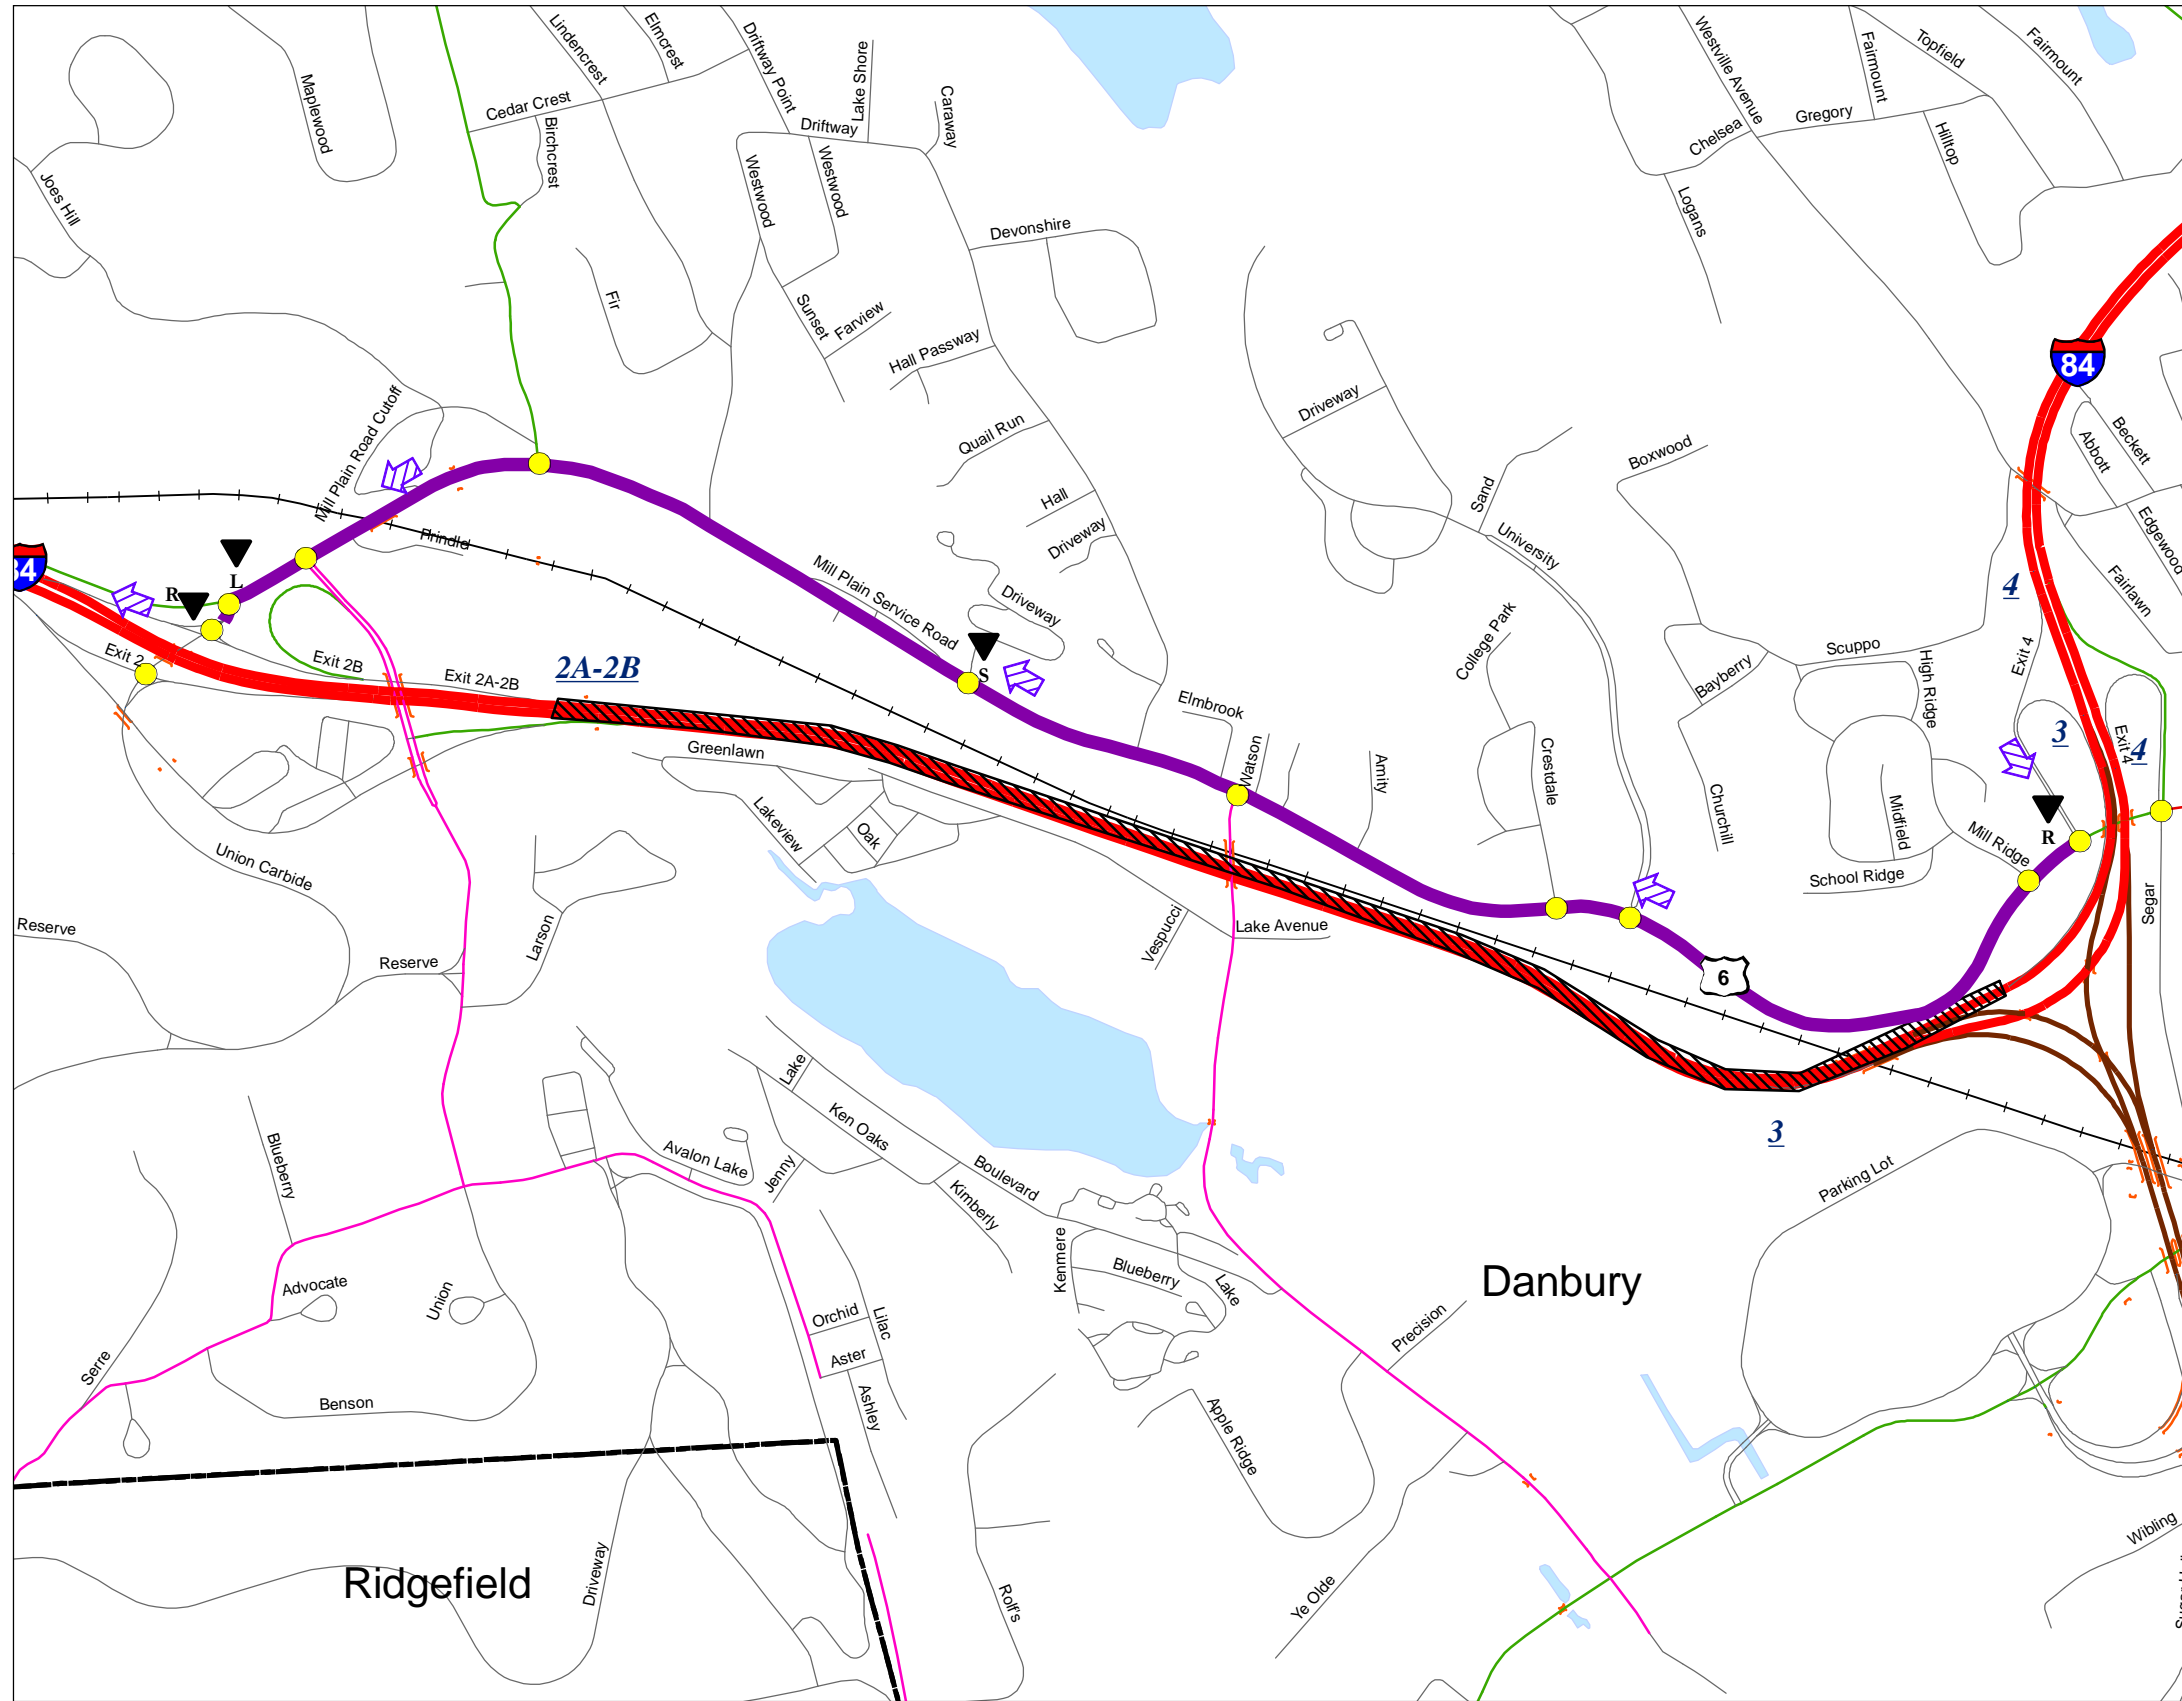 Maplewood
Lindencrest
Elmcrest
Driftway Point
Lake Shore
Caraway
Cedar Crest
Birchcrest
Driftway
Westwood
Westwood
Joes Hill
Devonshire
Fir
Sunset
Farview
Hall Passway
Quail Run
Hall
Driveway
Westville Avenue
Fairmount
Topfield
Fairmount
Chelsea
Gregory
Hilltop
Logans
84
Driveway
Sand
Boxwood
University
Beckett
Abbott
Edgewood
Fairlawn
Mill Plain Road Cutoff
Prindle
84
R
L
Exit 2
Exit 2B
Exit 2A-2B
2A-2B
Mill Plain Service Road
Driveway
S
Elmbrook
Watson
Amity
College Park
Crestdale
4
Exit 4
Scuppo
High Ridge
Bayberry
Churchill
3
Exit 4
4
Midfield
Mill Ridge
R
School Ridge
Segar
Greenlawn
Lakeview
Oak
Union Carbide
Reserve
Reserve
Larson
Vespucci
Lake Avenue
6
3
Parking Lot
Blueberry
Lake
Ken Oaks
Avalon Lake
Jenny
Boulevard
Kimberly
Kenmere
Blueberry
Lake
Danbury
Precision
Advocate
Union
Orchid
Lilac
Aster
Ashley
Serre
Benson
Apple Ridge
Ridgefield
Driveway
Rolf's
Ye Olde
Wibling